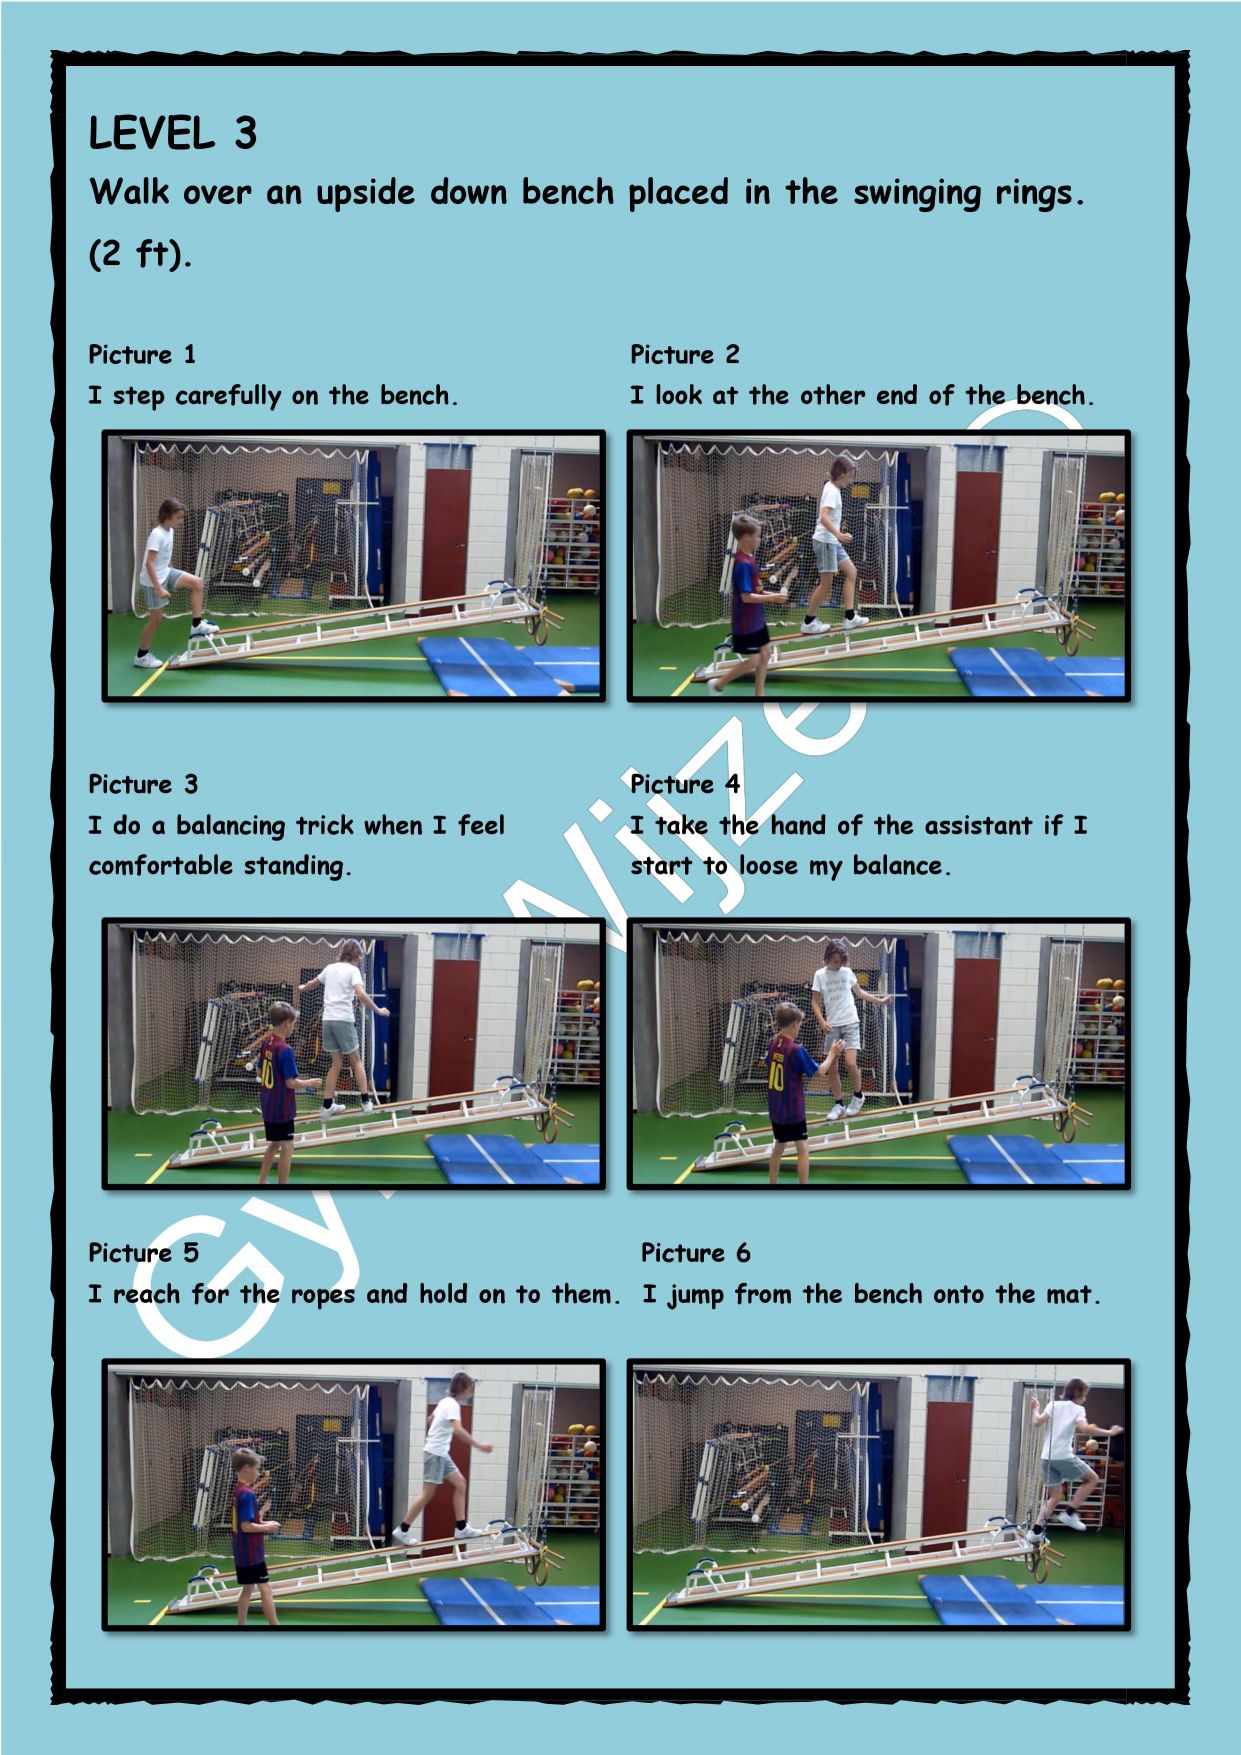 LEVEL 3
Walk over an upside down bench placed in the swinging rings.
(2 ft).
Picture 1
I step carefully on the bench.
Picture 2
I look at the other end of the bench.
Picture 3
I do a balancing trick when I feel
comfortable standing.
Picture 4
I take the hand of the assistant if I
start to loose my balance.
10
10
Picture 5
I reach for the ropes and hold on to them.
Picture 6
I jump from the bench onto the mat.